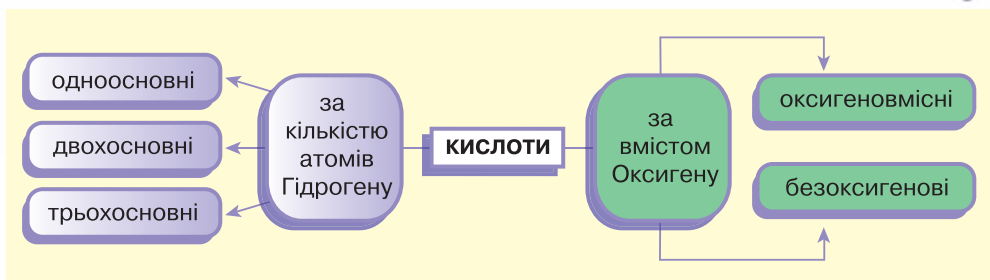 одноосновні
двохосновні
трьохосновні
за
кількістю
атомів
Гідрогену
КИСЛОТИ
за
вмістом
Оксигену
оксигеновмісні
безоксигенові